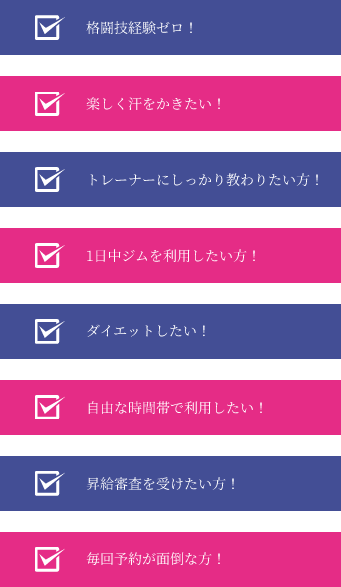 格闘技経験ゼロ！
楽しく汗をかきたい！
トレーナーにしっかり教わりたい方！
1日中ジムを利用したい方！
ダイエットしたい！
自由な時間帯で利用したい！
昇給審査を受けたい方！
毎回予約が面倒な方！